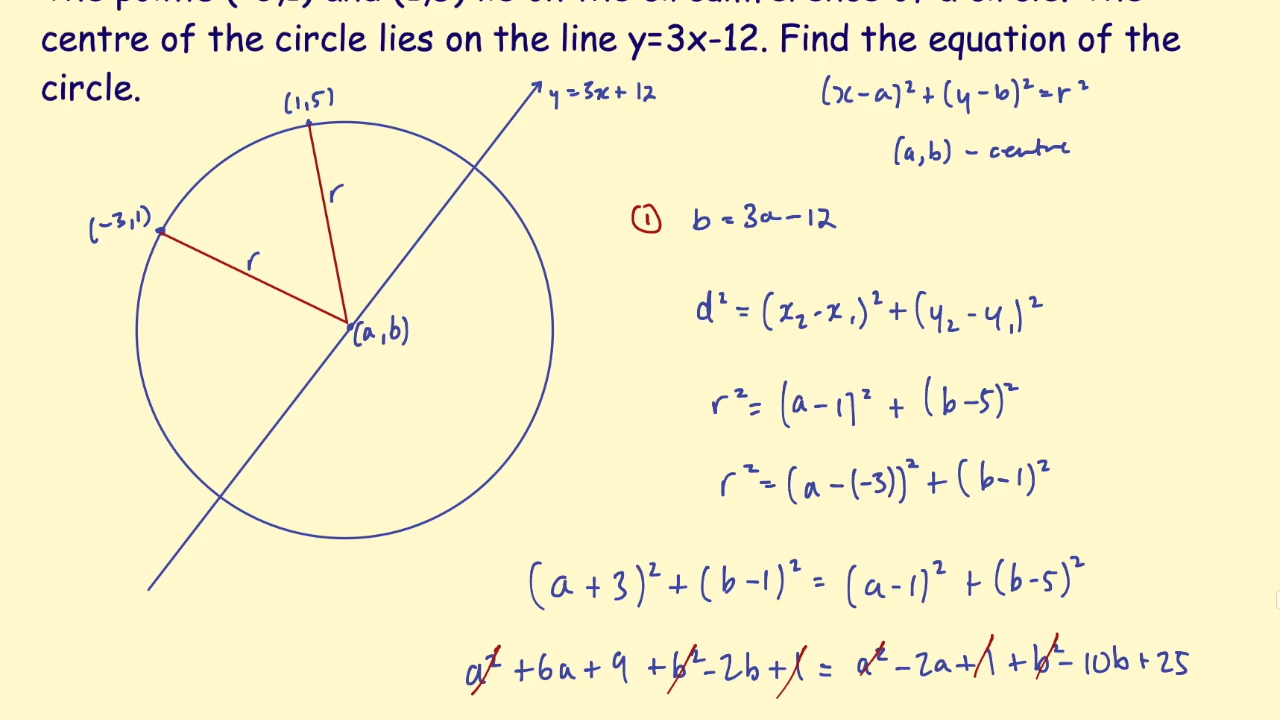 centre of the circle lies on the line y=3x-12. Find the equation of the
circle.
(1,5)
y = 3x + 12
(x-a)² + (y-b)² = r²
(a,b) - centre
r
(-3,1)
① b = 3a - 12
r
d² = (x₂-x₁)² + (y₂-y₁)²
(a,b)
r² = (a-1)² + (b-5)²
r² = (a-(-3))² + (b-1)²
(a+3)² + (b-1)² = (a-1)² + (b-5)²
a² + 6a + 9 + b² - 2b + 1 = a² - 2a + 1 + b² - 10b + 25